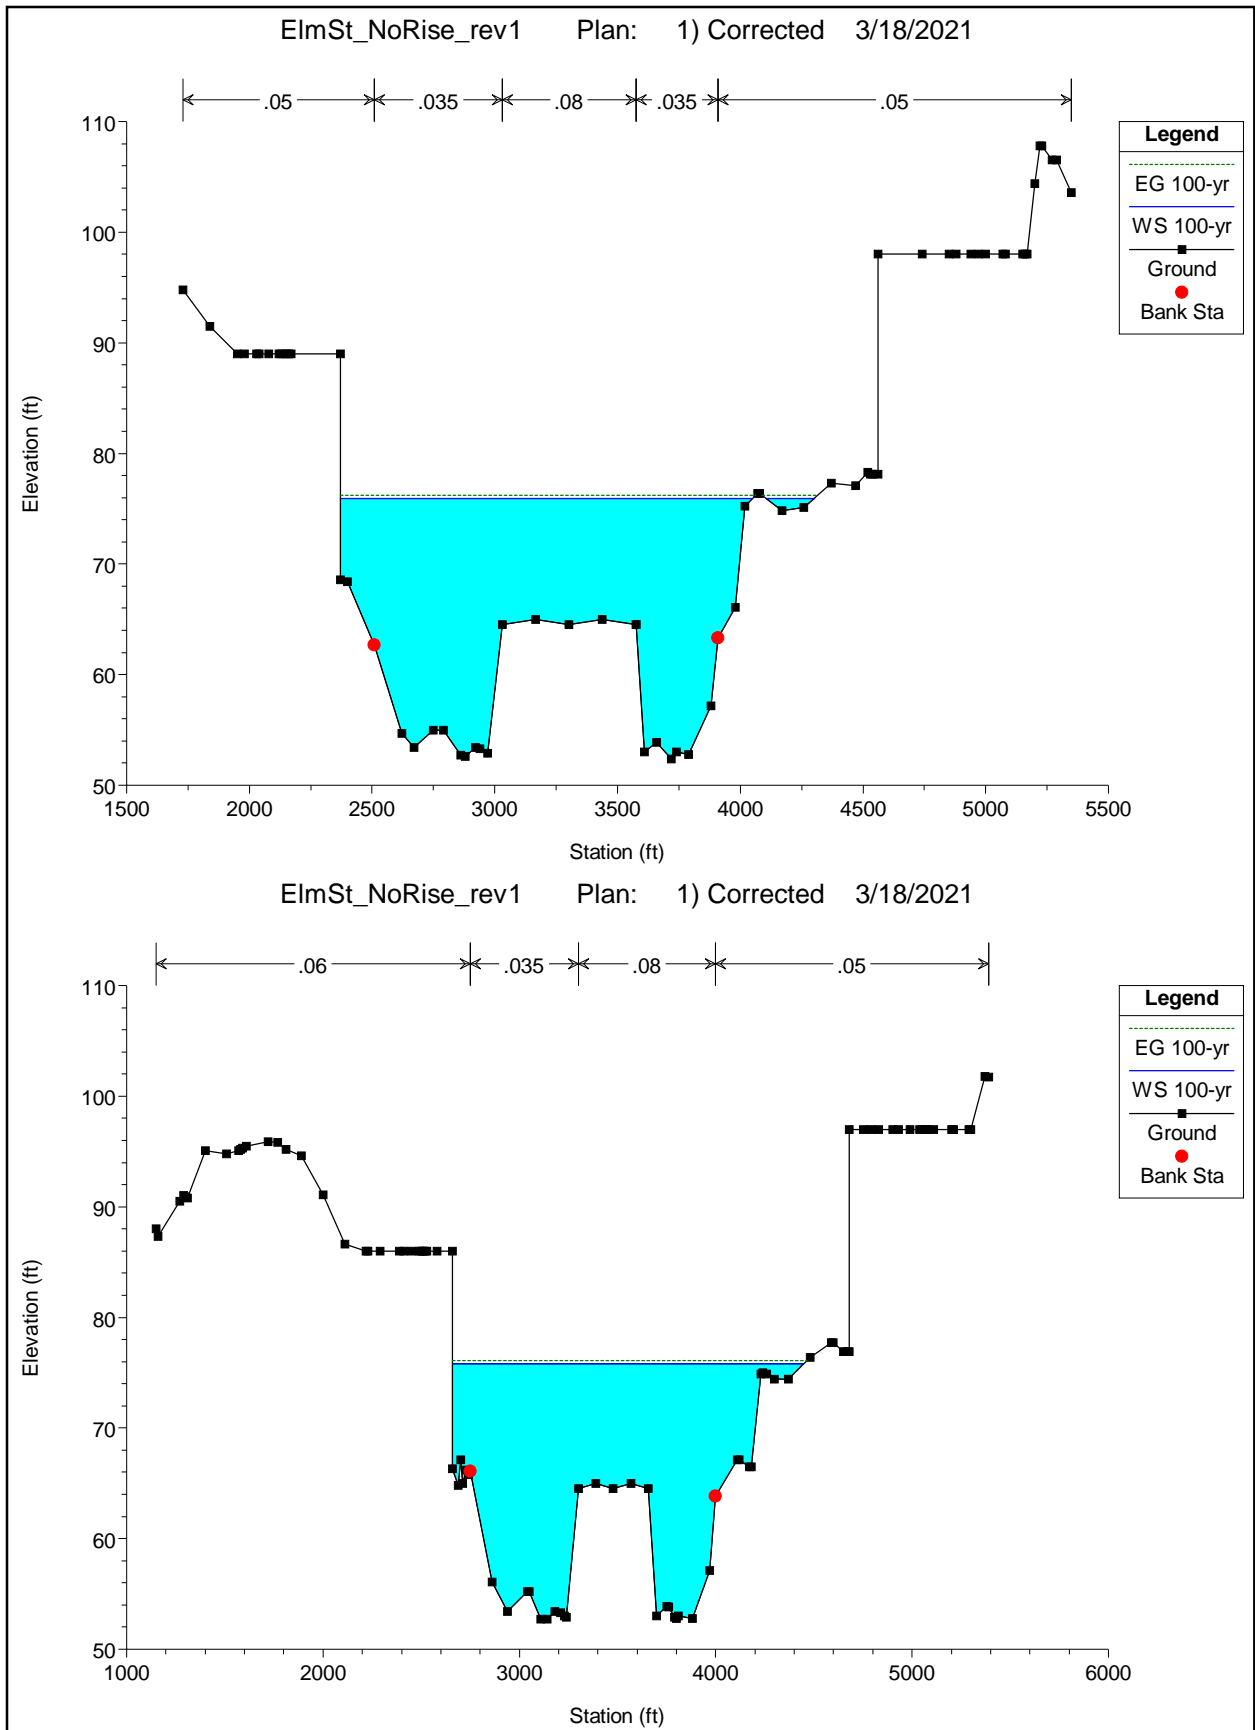 ElmSt_NoRise_rev1 Plan: 1) Corrected 3/18/2021
.05 .035 .08 .035 .05
110
100
90
80
70
60
50
Elevation (ft)
1500 2000 2500 3000 3500 4000 4500 5000 5500
Station (ft)
Legend
EG 100-yr
WS 100-yr
Ground
Bank Sta
ElmSt_NoRise_rev1 Plan: 1) Corrected 3/18/2021
.06 .035 .08 .05
110
100
90
80
70
60
50
Elevation (ft)
1000 2000 3000 4000 5000 6000
Station (ft)
Legend
EG 100-yr
WS 100-yr
Ground
Bank Sta